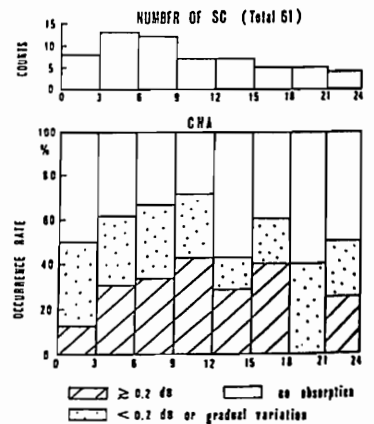 NUMBER OF SC (Total 61)
COUNTS
15
10
5
0
0 3 6 9 12 15 18 21 24
CNA
100
%
80
60
40
20
0
OCCURRENCE RATE
0 3 6 9 12 15 18 21 24
≥ 0.2 dB
no absorption
< 0.2 dB or gradual variation